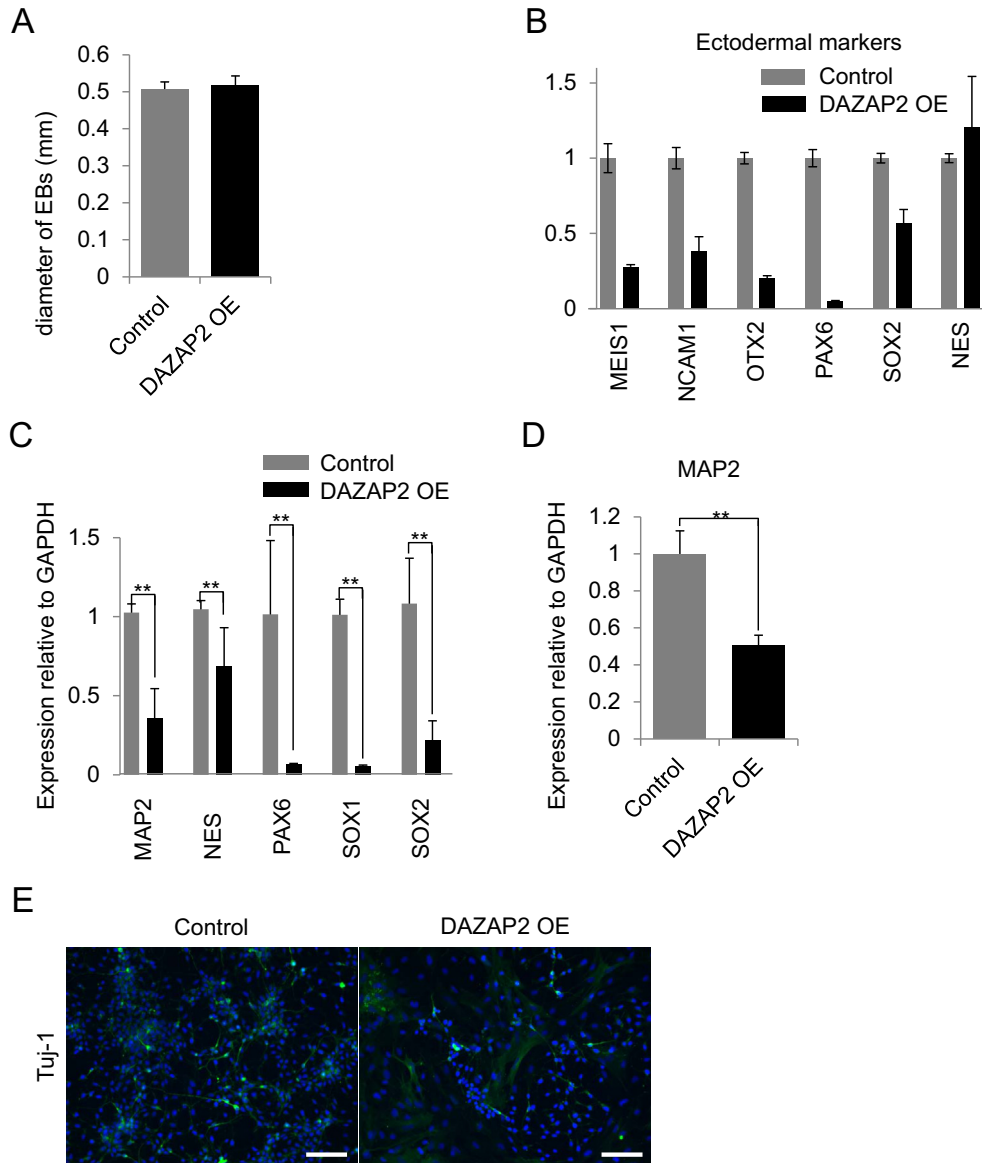 A
0.6
0.5
0.4
0.3
0.2
0.1
0
diameter of EBs (mm)
Control
DAZAP2 OE
B
Ectodermal markers
Control
DAZAP2 OE
1.5
1
0.5
0
MEIS1
NCAM1
OTX2
PAX6
SOX2
NES
C
Control
DAZAP2 OE
Expression relative to GAPDH
1.5
1
0.5
0
**
**
**
**
**
MAP2
NES
PAX6
SOX1
SOX2
D
MAP2
Expression relative to GAPDH
1.2
1
0.8
0.6
0.4
0.2
0
**
Control
DAZAP2 OE
E
Control
DAZAP2 OE
Tuj-1